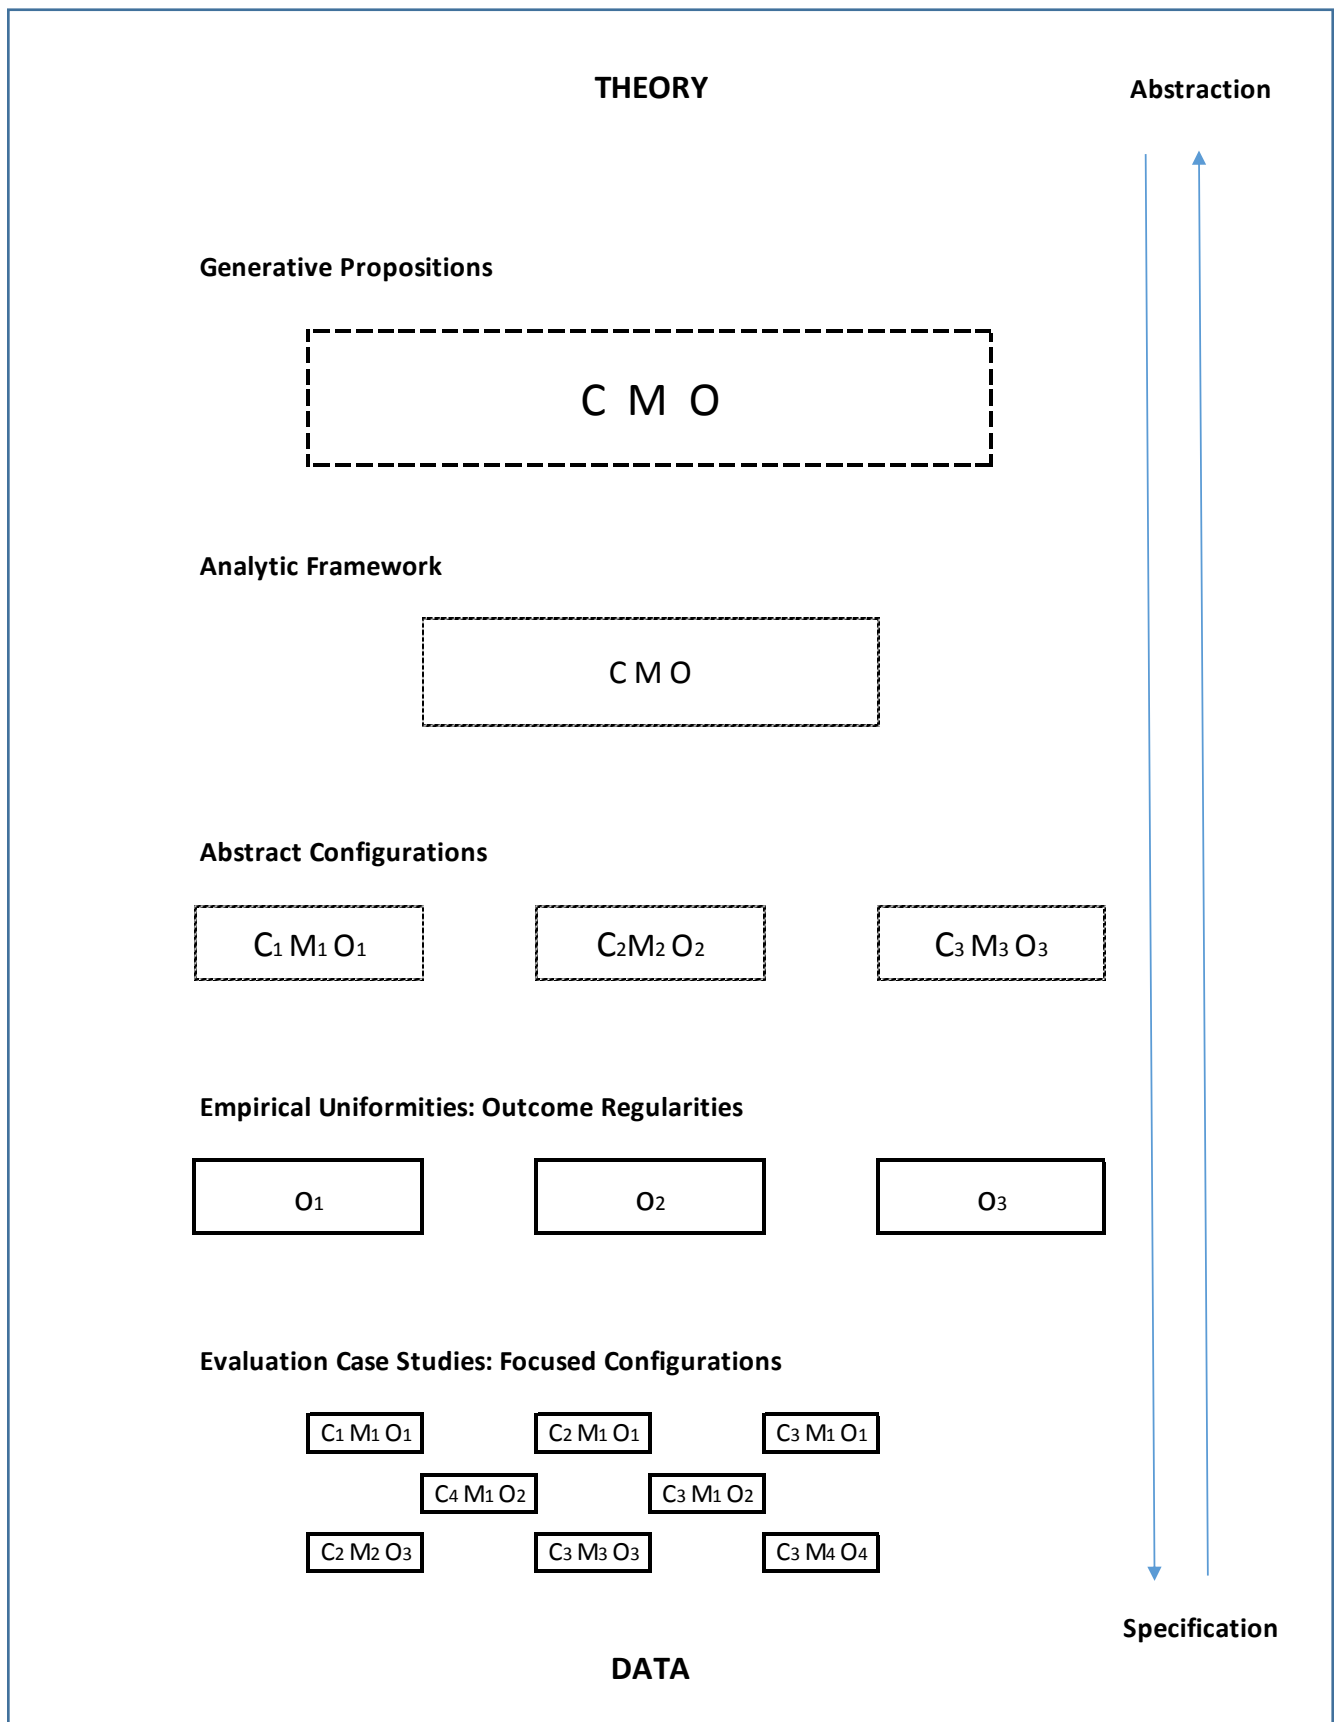 THEORY
Abstraction
Generative Propositions
C M O
Analytic Framework
C M O
Abstract Configurations
C1 M1 O1
C2M2 O2
C3 M3 O3
Empirical Uniformities: Outcome Regularities
O1
O2
O3
Evaluation Case Studies: Focused Configurations
C1 M1 O1
C2 M1 O1
C3 M1 O1
C4 M1 O2
C3 M1 O2
C2 M2 O3
C3 M3 O3
C3 M4 O4
Specification
DATA